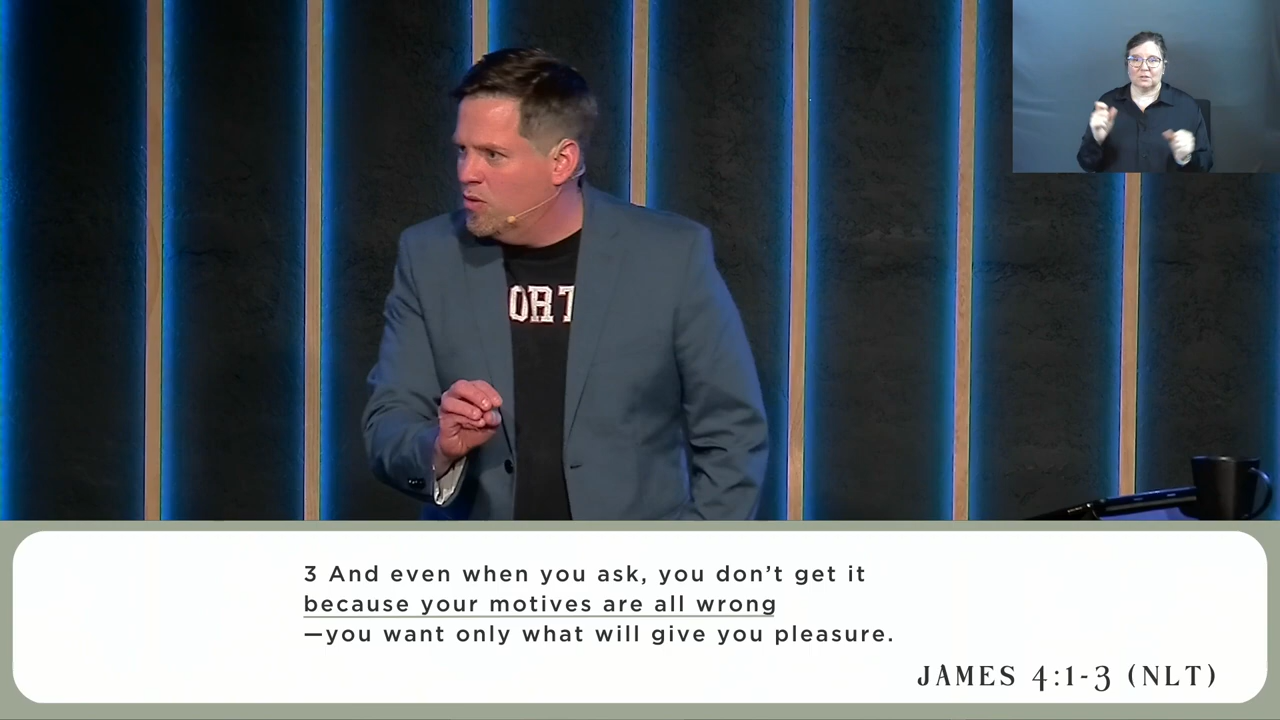 ORT
3 And even when you ask, you don’t get it
because your motives are all wrong
—you want only what will give you pleasure.
JAMES 4:1-3 (NLT)